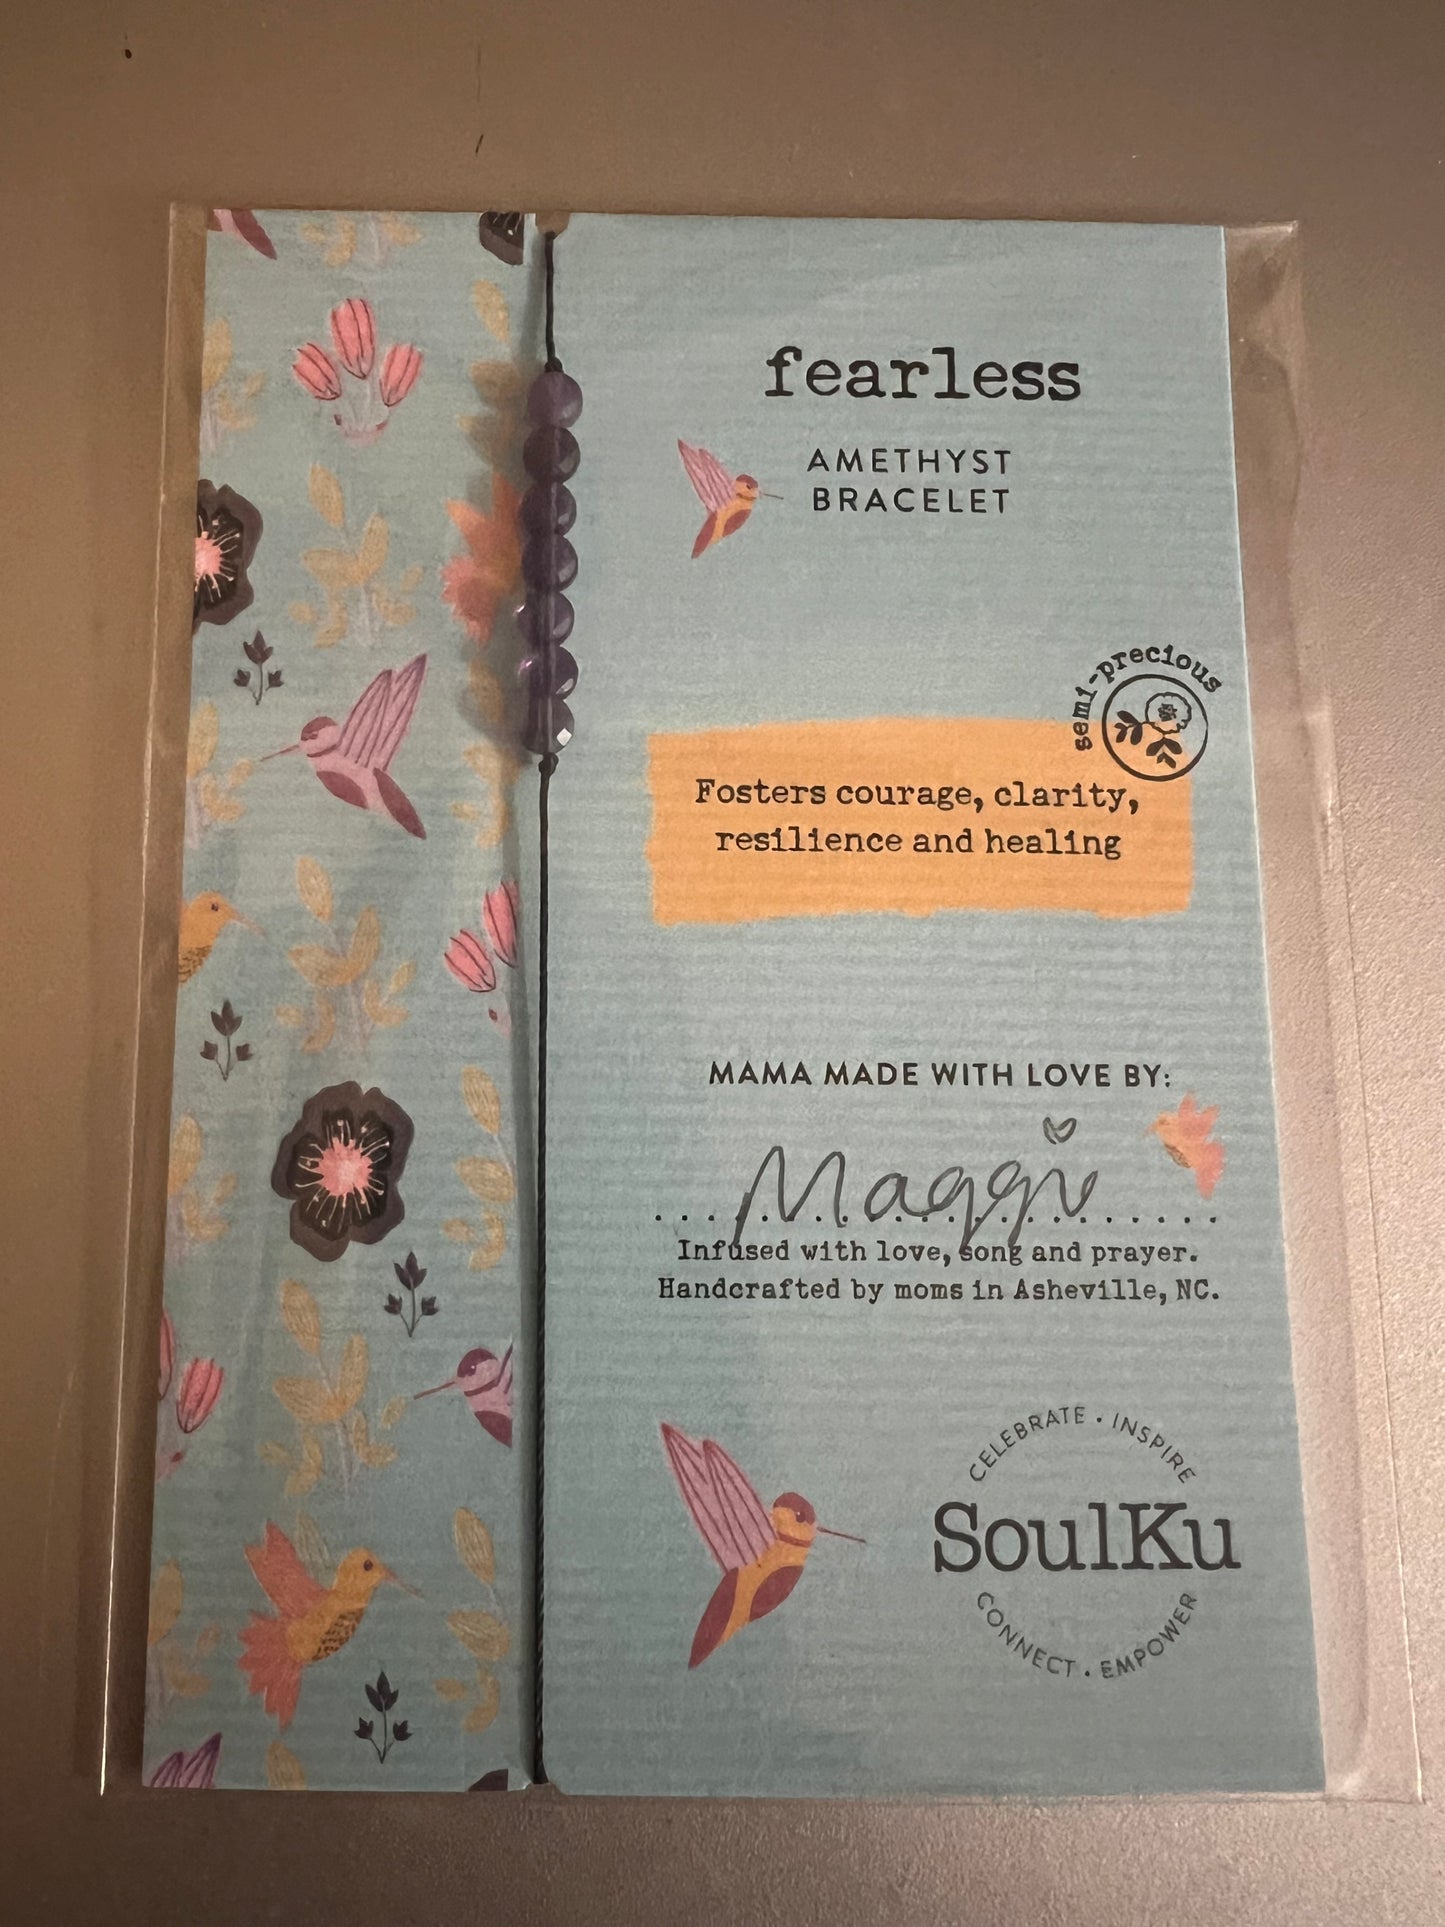 fearless
AMETHYST
BRACELET
semi-precious
Fosters courage, clarity,
resilience and healing
MAMA MADE WITH LOVE BY:
Maggi
Infused with love, song and prayer.
Handcrafted by moms in Asheville, NC.
CELEBRATE · INSPIRE
SoulKu
CONNECT · EMPOWER